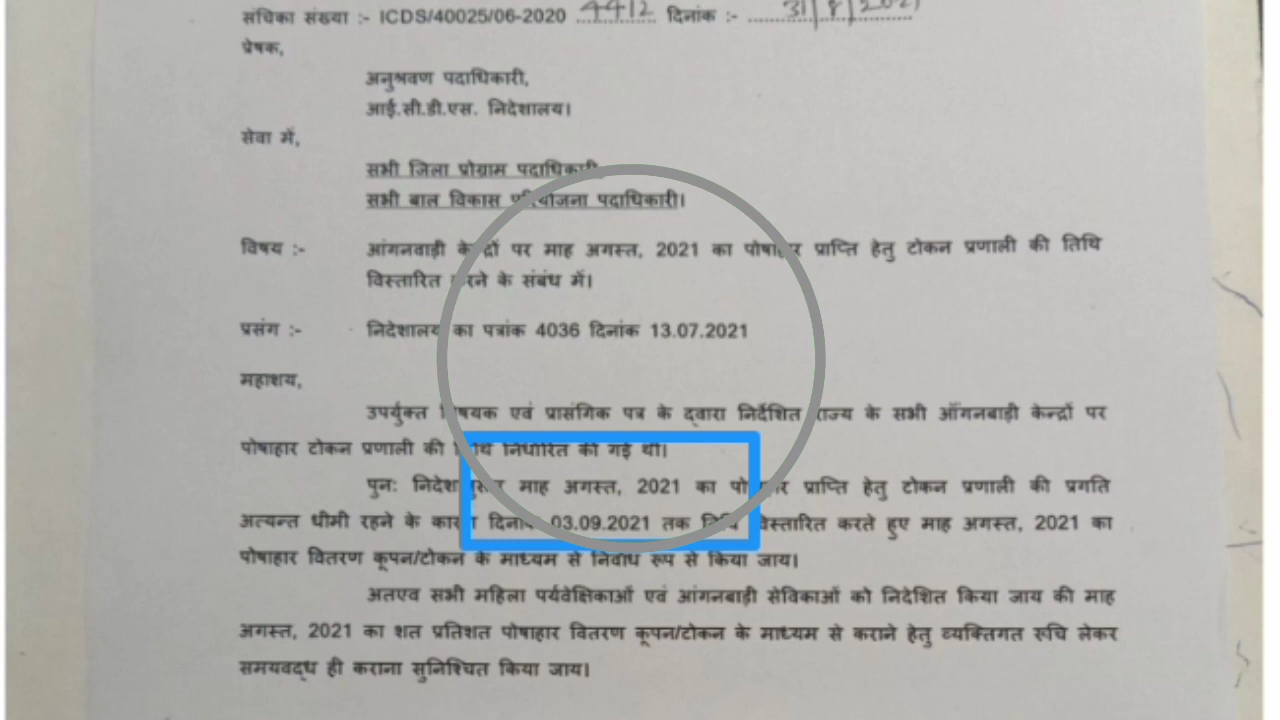 संचिका संख्या :- ICDS/40025/06-2020 4412 दिनांक :- 31/8/2021
प्रेषक,
अनुश्रवण पदाधिकारी,
आई.सी.डी.एस. निदेशालय।
सेवा में,
सभी जिला प्रोग्राम पदाधिकारी,
सभी बाल विकास परियोजना पदाधिकारी।
विषय :- आंगनवाड़ी केन्द्रों पर माह अगस्त, 2021 का पोषाहार प्राप्ति हेतु टोकन प्रणाली की तिथि
विस्तारित करने के संबंध में।
प्रसंग :- निदेशालय का पत्रांक 4036 दिनांक 13.07.2021
महाशय,
उपर्युक्त विषयक एवं प्रासंगिक पत्र के द्वारा निर्देशित राज्य के सभी आँगनबाड़ी केन्द्रों पर
पोषाहार टोकन प्रणाली की तिथि निर्धारित की गई थी।
पुनः निदेशानुसार माह अगस्त, 2021 का पोषाहार प्राप्ति हेतु टोकन प्रणाली की प्रगति
अत्यन्त धीमी रहने के कारण दिनांक 03.09.2021 तक तिथि विस्तारित करते हुए माह अगस्त, 2021 का
पोषाहार वितरण कूपन/टोकन के माध्यम से निर्वाध रूप से किया जाय।
अतएव सभी महिला पर्यवेक्षिकाओं एवं आंगनबाड़ी सेविकाओं को निदेशित किया जाय की माह
अगस्त, 2021 का शत प्रतिशत पोषाहार वितरण कूपन/टोकन के माध्यम से कराने हेतु व्यक्तिगत रूचि लेकर
समयवद्ध ही कराना सुनिश्चित किया जाय।